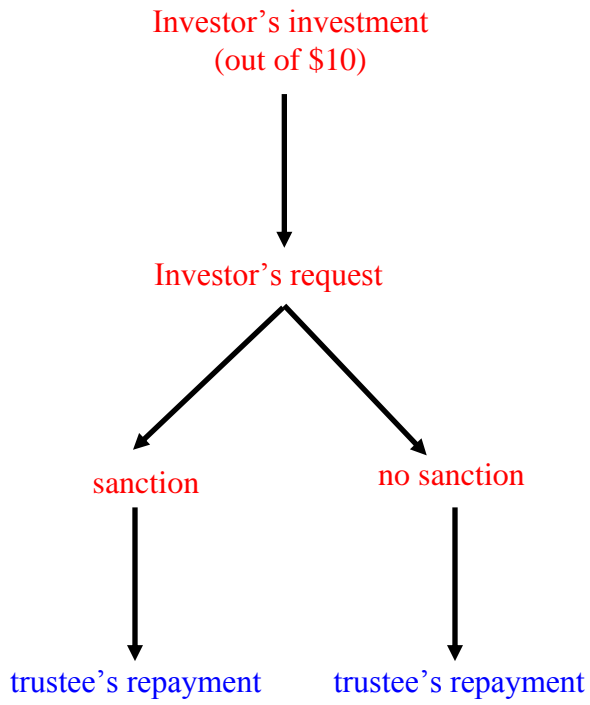 Investor’s investment
(out of $10)
Investor’s request
sanction
no sanction
trustee’s repayment
trustee’s repayment